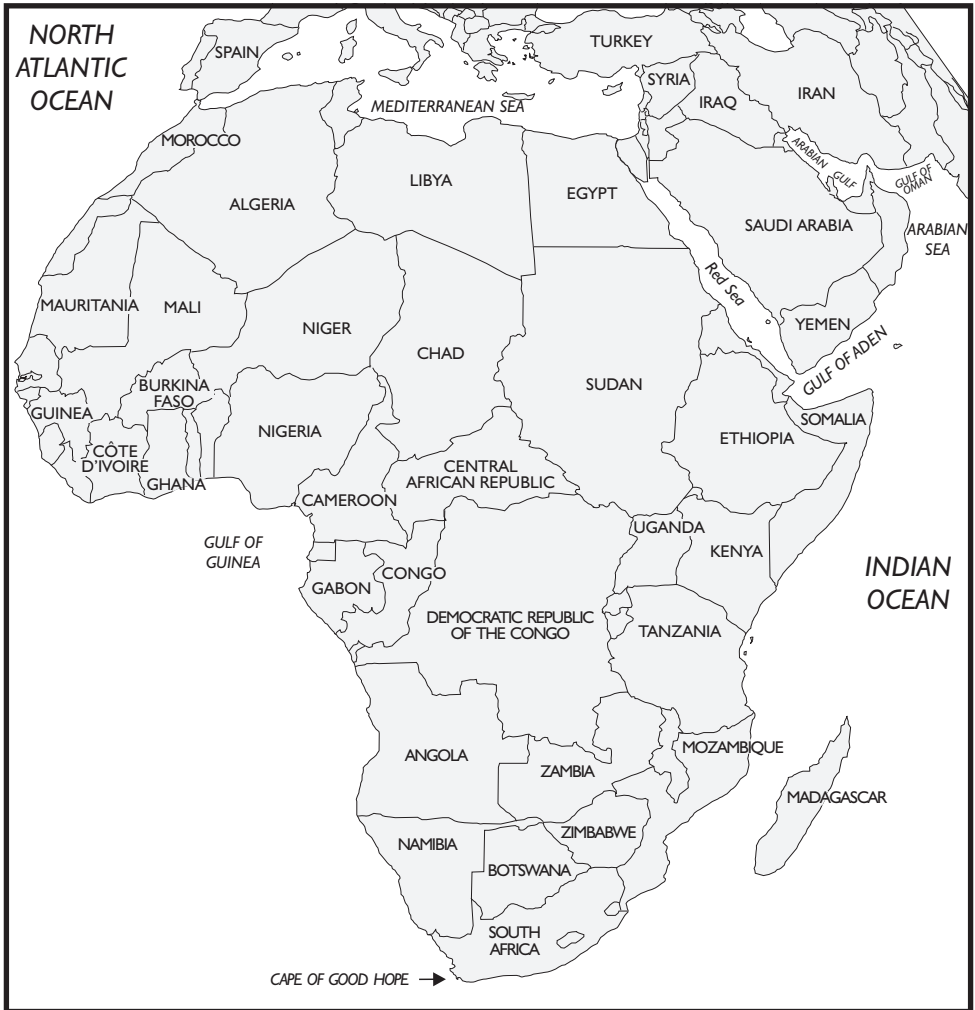 NORTH
ATLANTIC
OCEAN
SPAIN
TURKEY
SYRIA
IRAQ
IRAN
MEDITERRANEAN SEA
MOROCCO
ALGERIA
LIBYA
EGYPT
ARABIAN
GULF
GULF OF
OMAN
SAUDI ARABIA
ARABIAN
SEA
Red Sea
MAURITANIA
MALI
NIGER
CHAD
SUDAN
YEMEN
GULF OF ADEN
BURKINA
FASO
GUINEA
NIGERIA
CÔTE
D'IVOIRE
GHANA
ETHIOPIA
SOMALIA
CENTRAL
AFRICAN REPUBLIC
CAMEROON
GULF OF
GUINEA
UGANDA
KENYA
GABON
CONGO
INDIAN
OCEAN
DEMOCRATIC REPUBLIC
OF THE CONGO
TANZANIA
ANGOLA
ZAMBIA
MOZAMBIQUE
MADAGASCAR
NAMIBIA
ZIMBABWE
BOTSWANA
SOUTH
AFRICA
CAPE OF GOOD HOPE